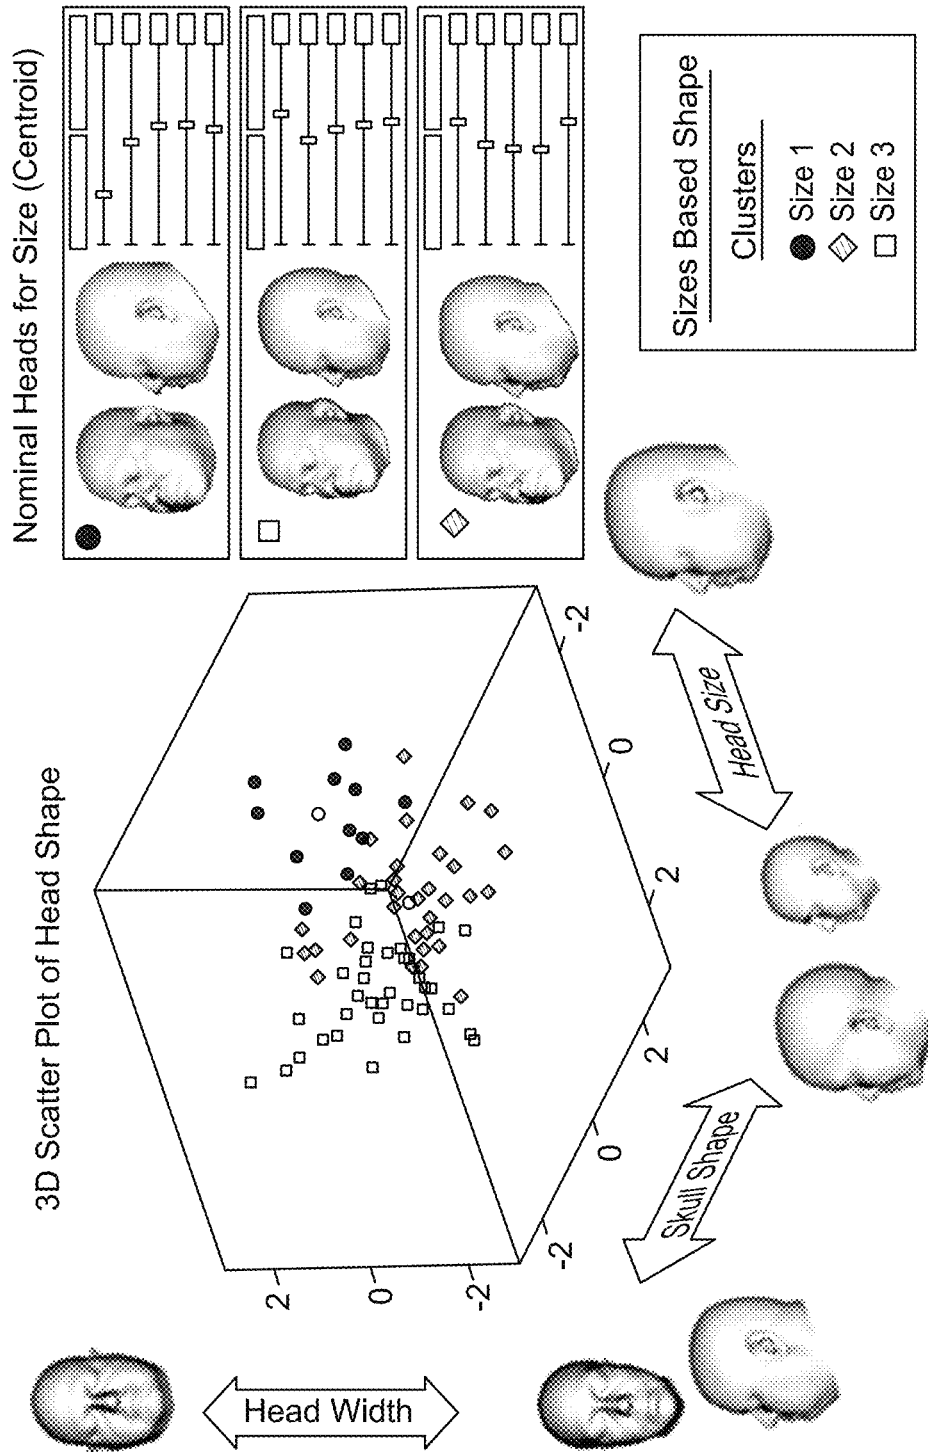 3D Scatter Plot of Head Shape
Nominal Heads for Size (Centroid)
Head Width
2
0
-2
-2
0
2
Skull Shape
2
0
-2
Head Size
Sizes Based Shape
Clusters
Size 1
Size 2
Size 3